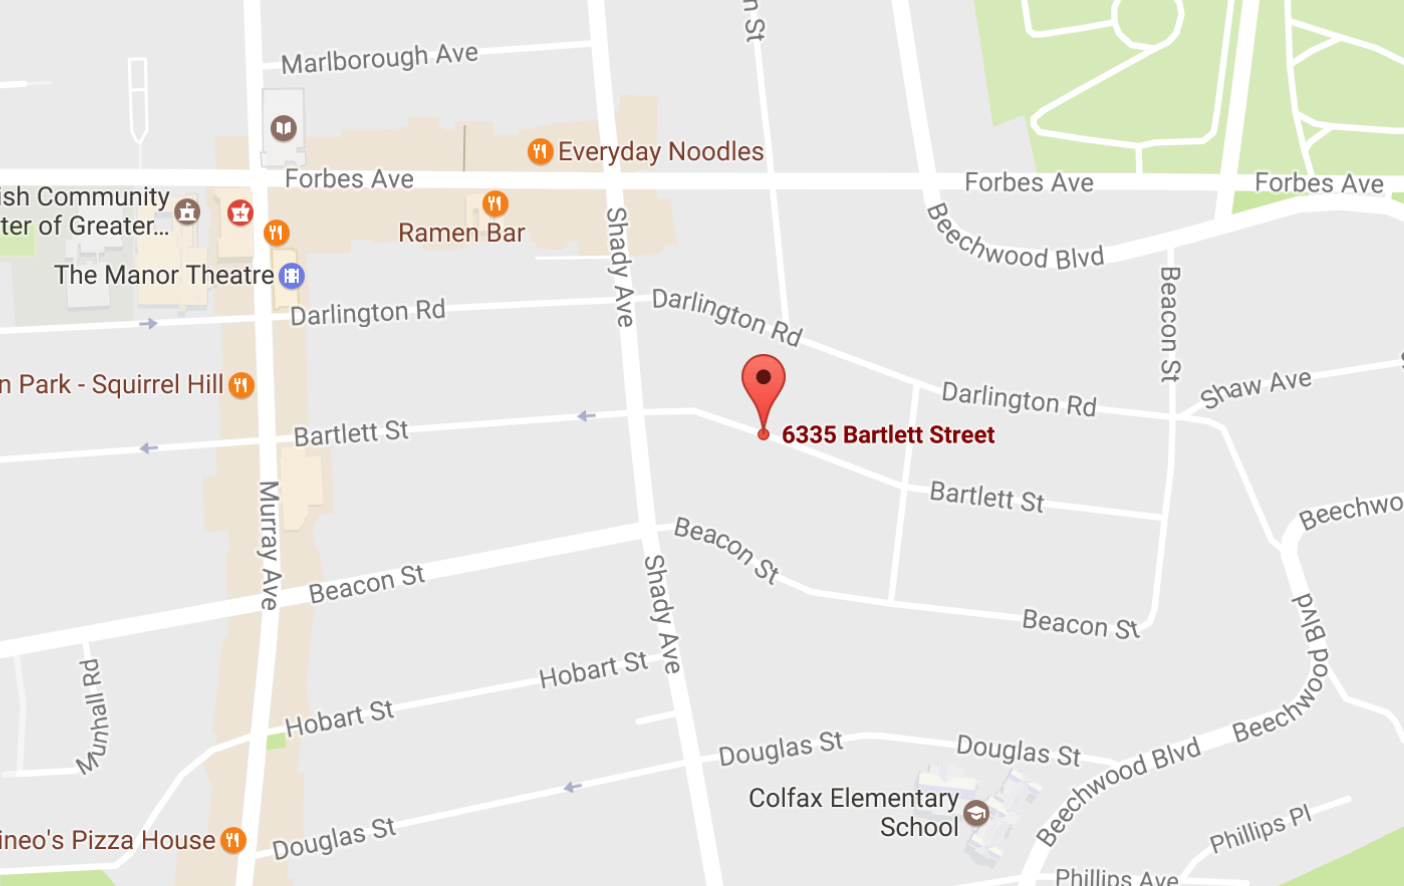 n St
Marlborough Ave
Everyday Noodles
Forbes Ave
Forbes Ave
Forbes Ave
ish Community
ter of Greater...
Ramen Bar
Shady Ave
Beechwood Blvd
The Manor Theatre
Beacon St
Darlington Rd
Darlington Rd
n Park - Squirrel Hill
Darlington Rd
Shaw Ave
Bartlett St
6335 Bartlett Street
Murray Ave
Bartlett St
Beechwo
Beacon St
Beacon St
Shady Ave
Beacon St
Beechwood Blvd
Munhall Rd
Hobart St
Hobart St
Douglas St
Douglas St
Beechwood Blvd
Colfax Elementary
School
ineo's Pizza House
Douglas St
Phillips Pl
Phillips Ave